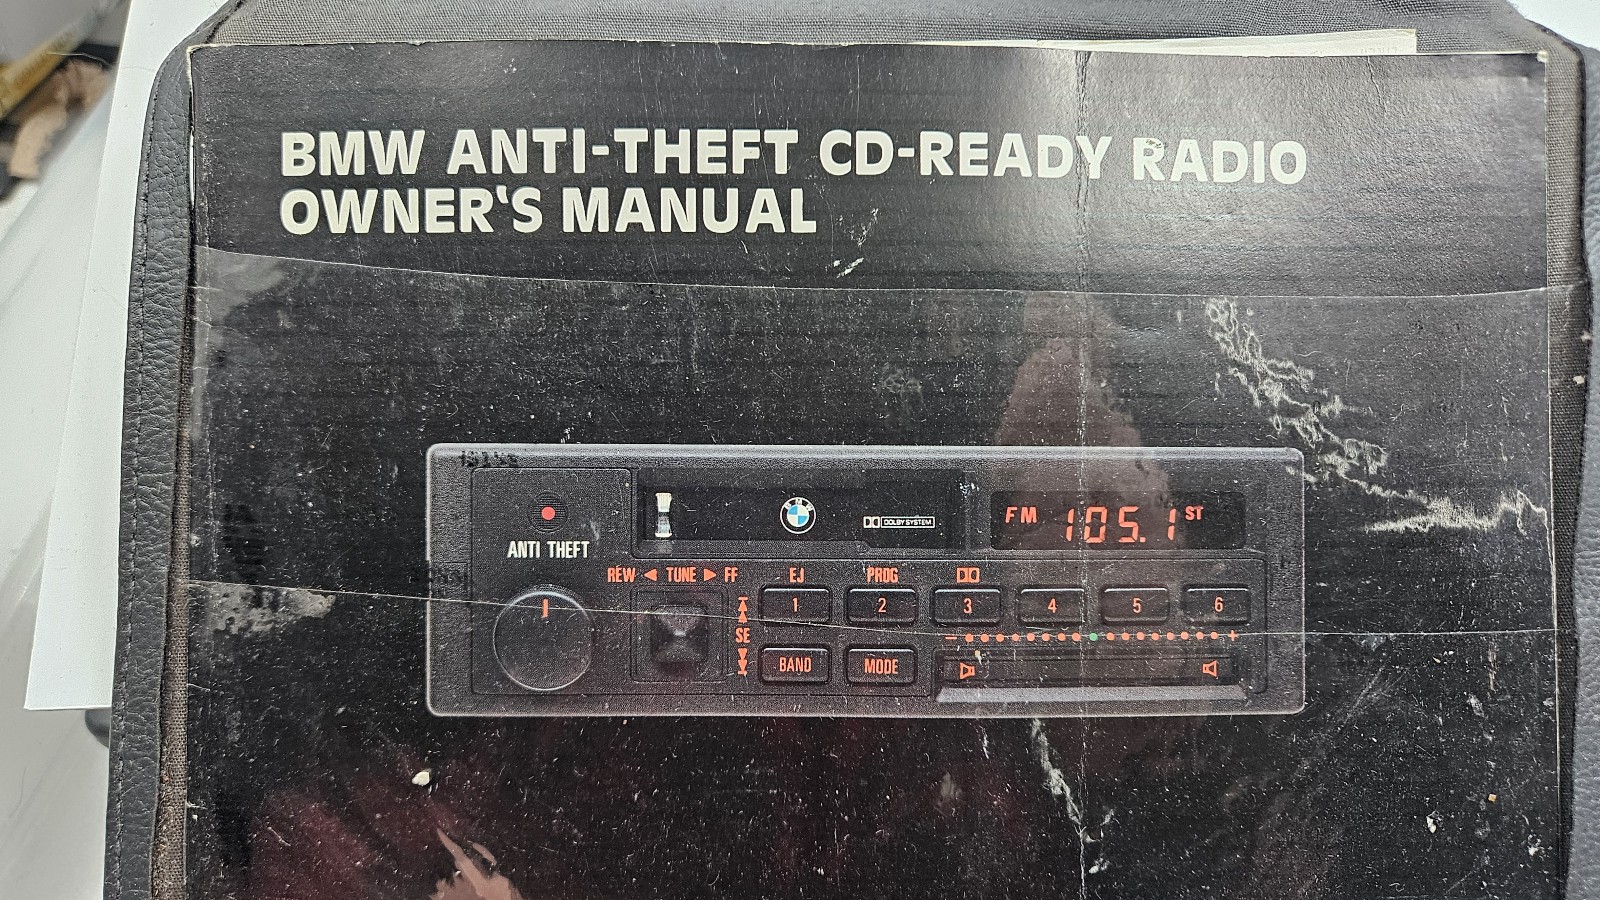 BMW ANTI-THEFT CD-READY RADIO
OWNER'S MANUAL
BMW
DOLBY SYSTEM
FM 105.1 ST
ANTI THEFT
REW ◀ TUNE ▶ FF EJ PROG
1 2 3 4 5 6
SE
- +
BAND MODE